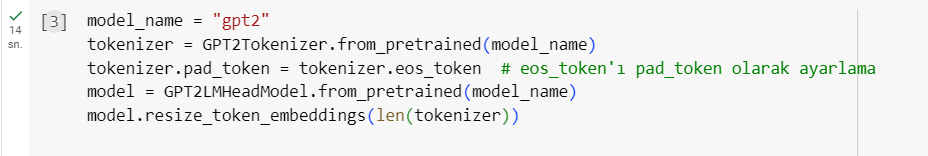 [3] model_name = "gpt2"
tokenizer = GPT2Tokenizer.from_pretrained(model_name)
14
sn.
tokenizer.pad_token = tokenizer.eos_token  # eos_token'ı pad_token olarak ayarlama
model = GPT2LMHeadModel.from_pretrained(model_name)
model.resize_token_embeddings(len(tokenizer))